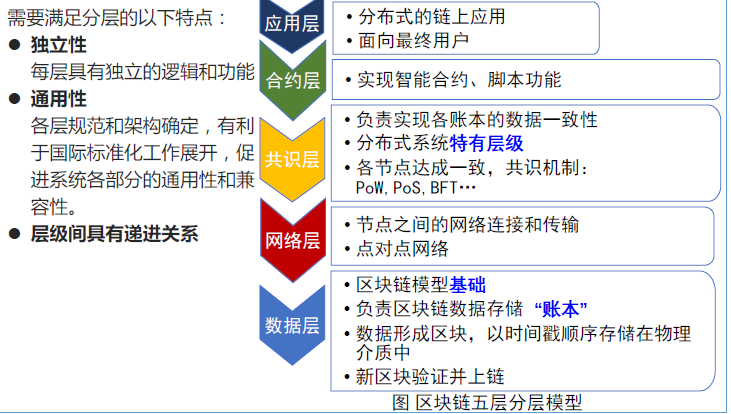 需要满足分层的以下特点：
● 独立性
每层具有独立的逻辑和功能
● 通用性
各层规范和架构确定，有利
于国际标准化工作展开，促
进系统各部分的通用性和兼
容性。
● 层级间具有递进关系
应用层
• 分布式的链上应用
• 面向最终用户
合约层
• 实现智能合约、脚本功能
共识层
• 负责实现各账本的数据一致性
• 分布式系统特有层级
• 各节点达成一致，共识机制：
PoW,PoS,BFT…
网络层
• 节点之间的网络连接和传输
• 点对点网络
数据层
• 区块链模型基础
• 负责区块链数据存储 “账本”
• 数据形成区块，以时间戳顺序存储在物理
介质中
• 新区块验证并上链
图 区块链五层分层模型